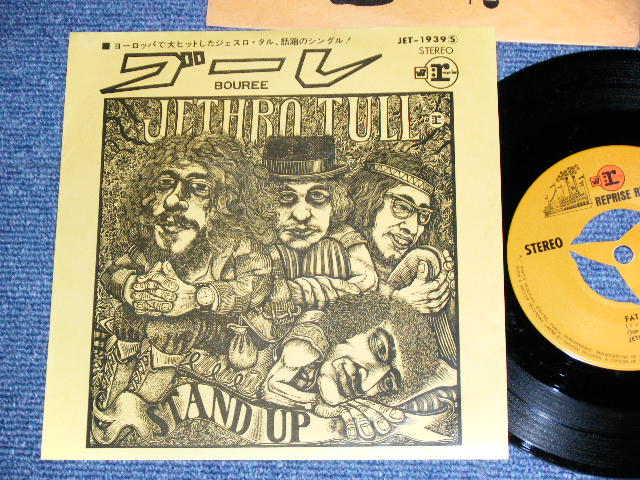 ■ ヨーロッパで大ヒットしたジェスロ・タル、話題のシングル!
JET-1939Ⓢ
STEREO
ブーレ
BOUREE
JETHRO TULL
STAND UP
REPRISE
STEREO
FAT
JET